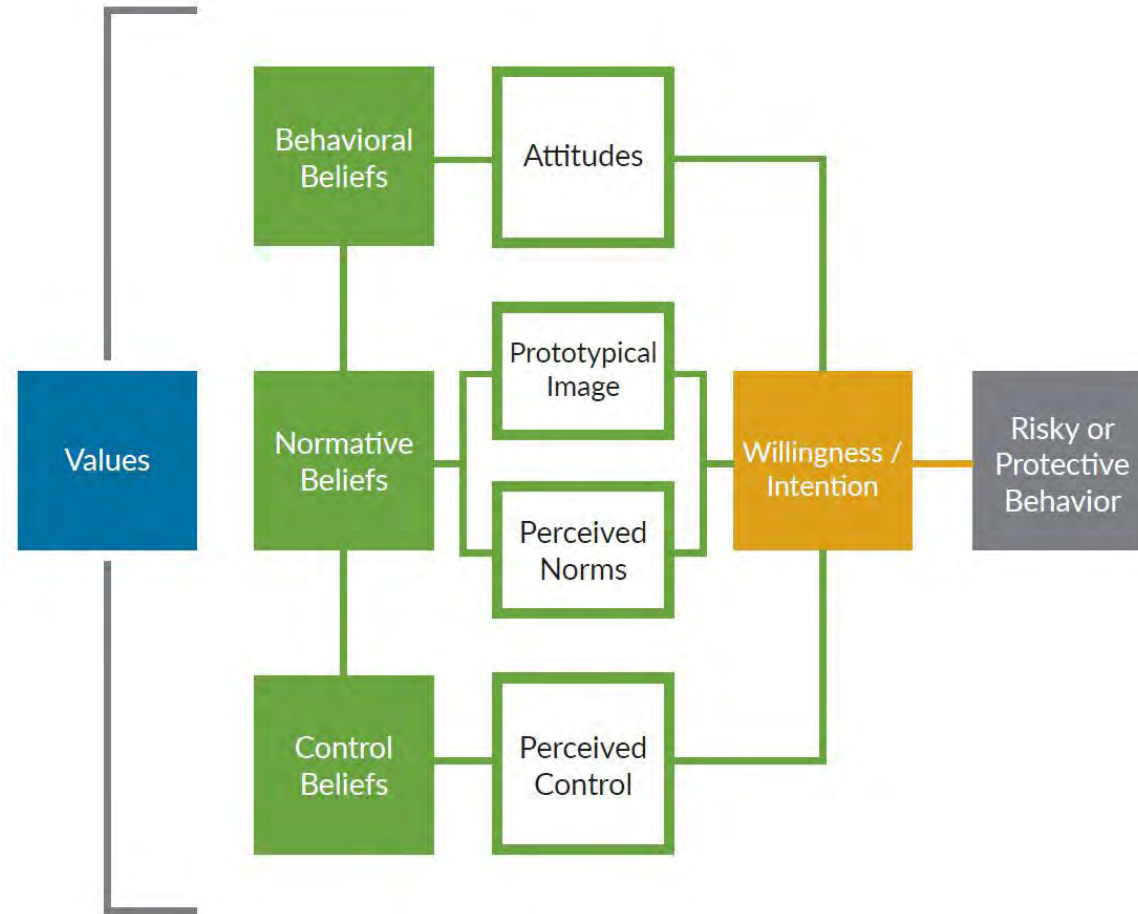 Values
Behavioral
Beliefs
Attitudes
Normative
Beliefs
Prototypical
Image
Perceived
Norms
Control
Beliefs
Perceived
Control
Willingness /
Intention
Risky or
Protective
Behavior